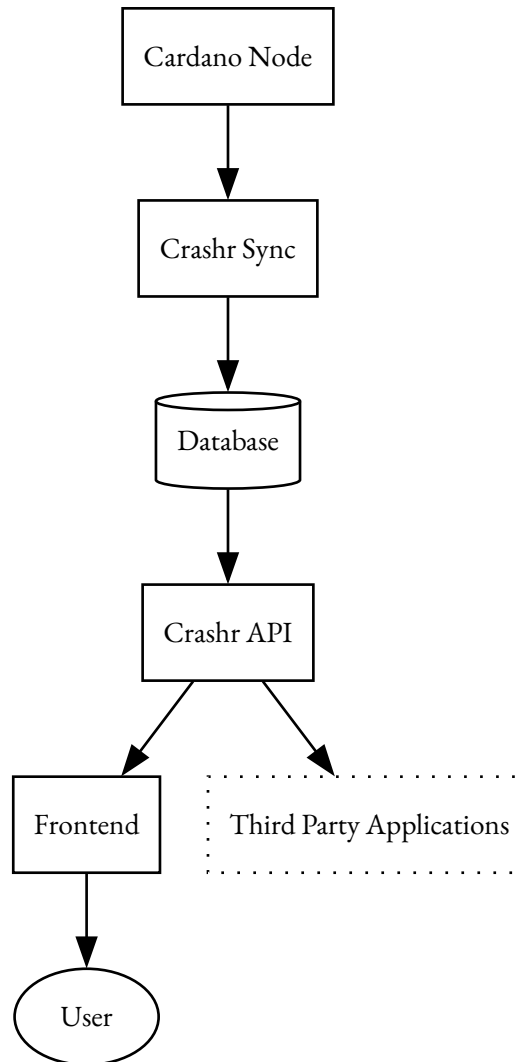 Cardano Node
Crashr Sync
Database
Crashr API
Frontend
Third Party Applications
User